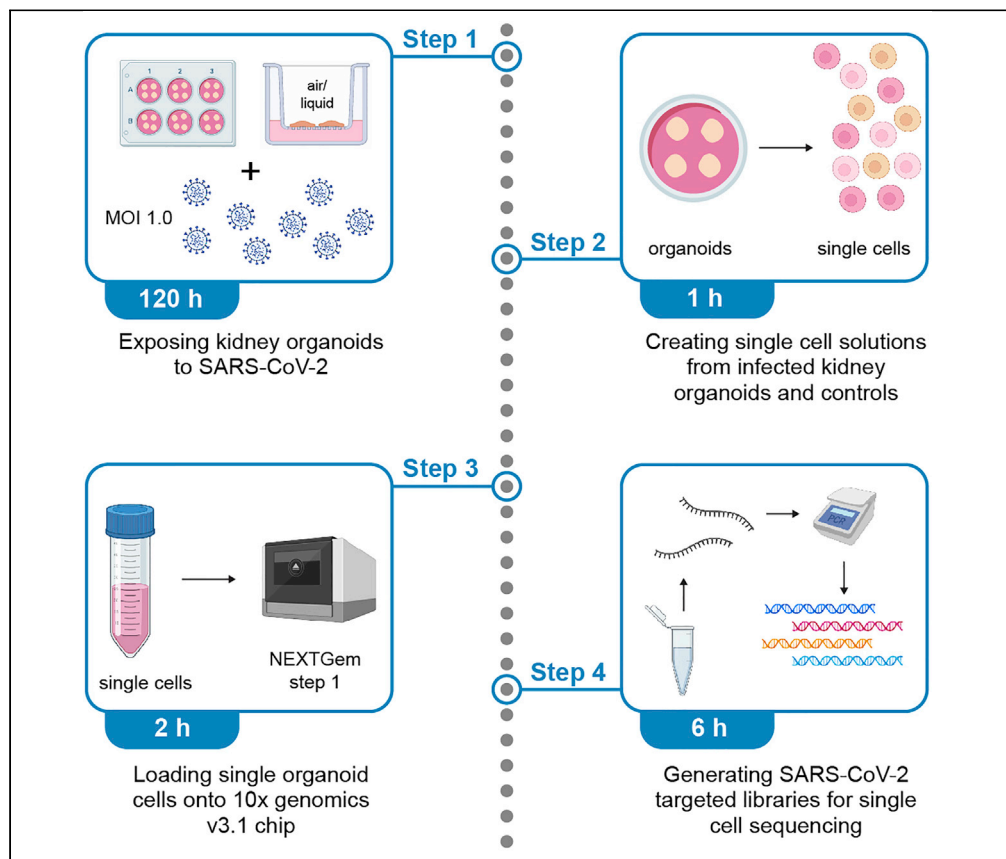 Step 1
1 2 3
A
B
air/
liquid
+
MOI 1.0
120 h
Exposing kidney organoids
to SARS-CoV-2
Step 2
organoids
single cells
1 h
Creating single cell solutions
from infected kidney
organoids and controls
Step 3
single cells
NEXTGem
step 1
2 h
Loading single organoid
cells onto 10x genomics
v3.1 chip
Step 4
PCR
6 h
Generating SARS-CoV-2
targeted libraries for single
cell sequencing